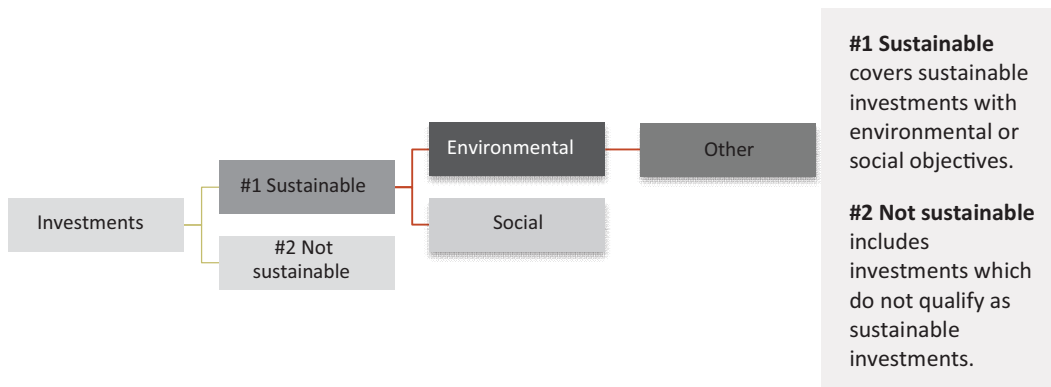 Investments
#1 Sustainable
#2 Not
sustainable
Environmental
Social
Other
#1 Sustainable
covers sustainable
investments with
environmental or
social objectives.
#2 Not sustainable
includes
investments which
do not qualify as
sustainable
investments.